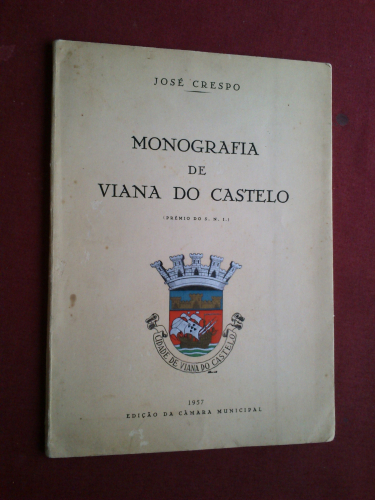 JOSÉ CRESPO
MONOGRAFIA
DE
VIANA DO CASTELO
(PRÉMIO DO S. N. I.)
CIDADE DE VIANA DO CASTELO
1957
EDIÇÃO DA CÂMARA MUNICIPAL